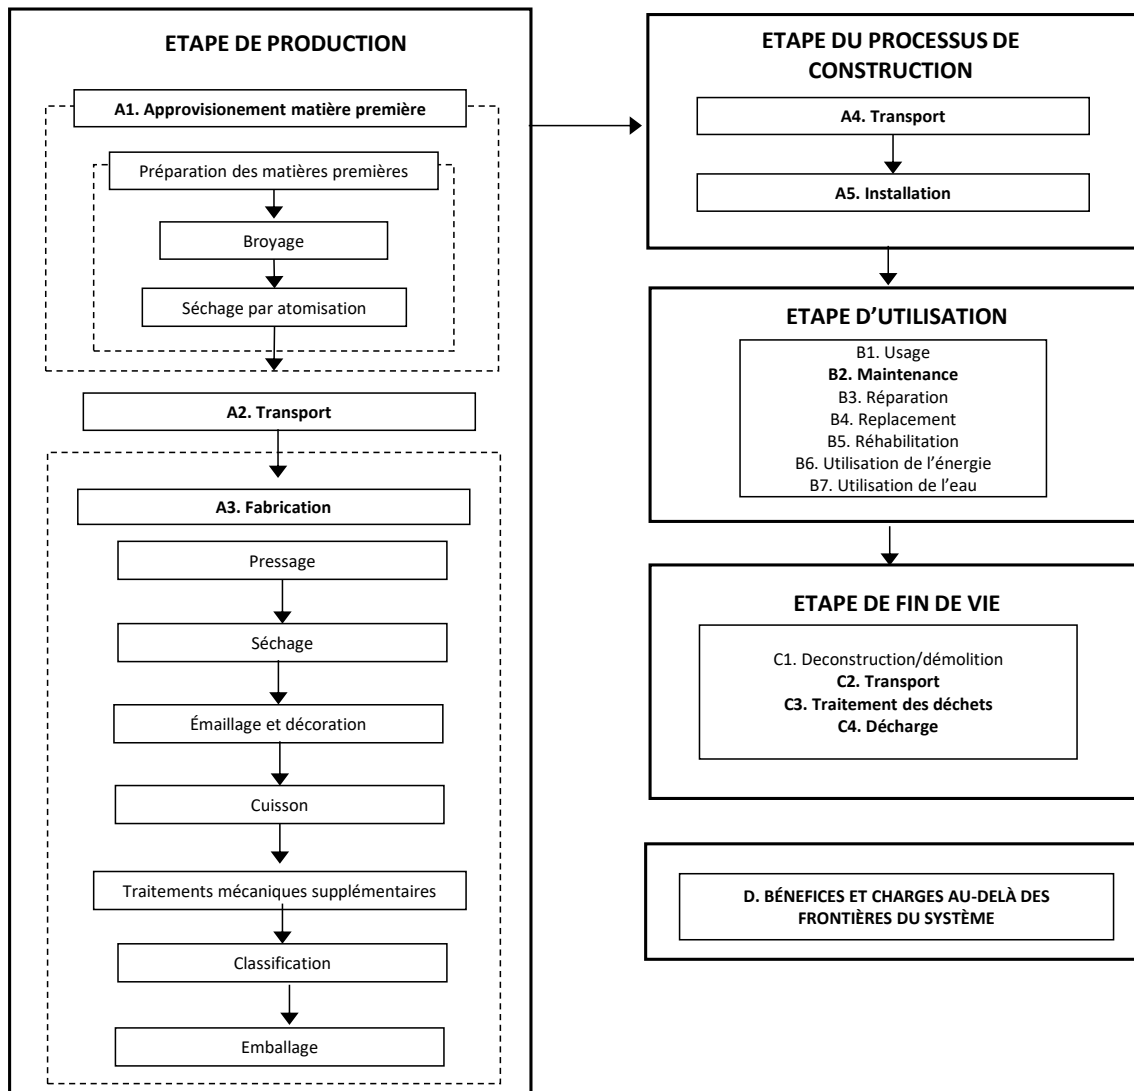 ETAPE DE PRODUCTION
A1. Approvisionement matière première
Préparation des matières premières
Broyage
Séchage par atomisation
A2. Transport
A3. Fabrication
Pressage
Séchage
Émaillage et décoration
Cuisson
Traitements mécaniques supplémentaires
Classification
Emballage
ETAPE DU PROCESSUS DE
CONSTRUCTION
A4. Transport
A5. Installation
ETAPE D’UTILISATION
B1. Usage
B2. Maintenance
B3. Réparation
B4. Replacement
B5. Réhabilitation
B6. Utilisation de l’énergie
B7. Utilisation de l’eau
ETAPE DE FIN DE VIE
C1. Deconstruction/démolition
C2. Transport
C3. Traitement des déchets
C4. Décharge
D. BÉNEFICES ET CHARGES AU-DELÀ DES
FRONTIÈRES DU SYSTÈME